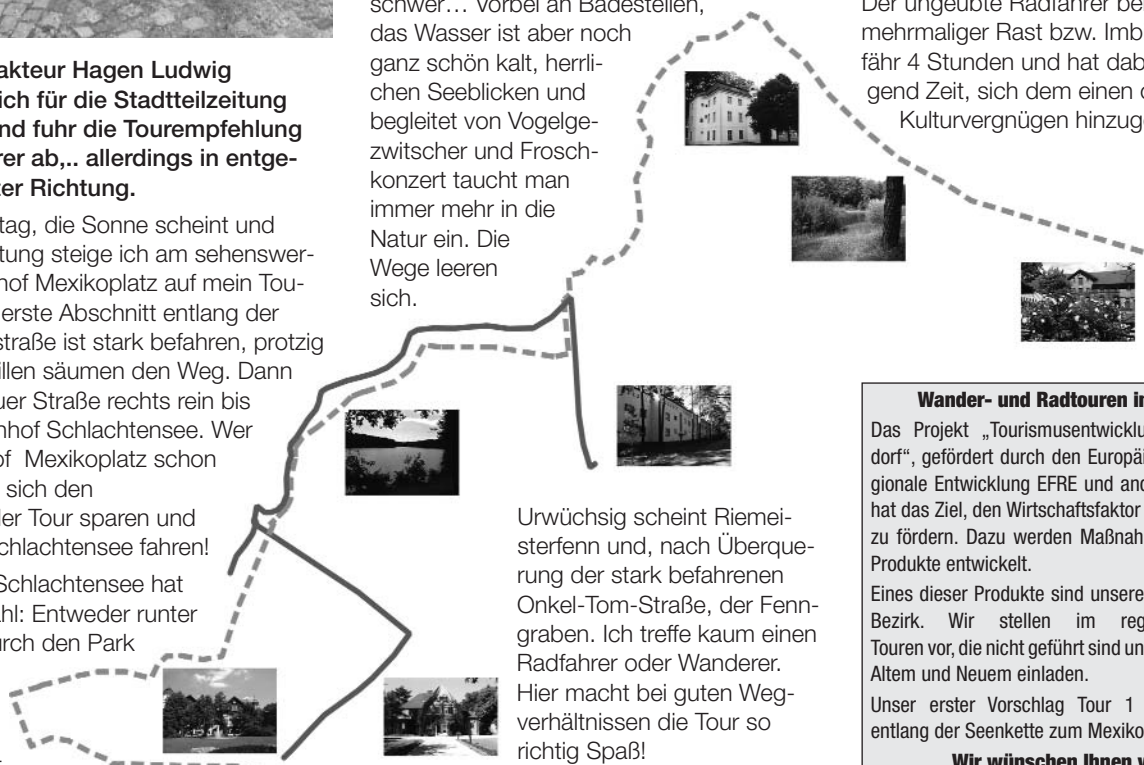 akteur Hagen Ludwig
ich für die Stadtteilzeitung
nd fuhr die Tourempfehlung
rer ab,.. allerdings in entge-
ter Richtung.
tag, die Sonne scheint und
tung steige ich am sehenswer-
hof Mexikoplatz auf mein Tou-
erste Abschnitt entlang der
straße ist stark befahren, protzig
illen säumen den Weg. Dann
uer Straße rechts rein bis
nhof Schlachtensee. Wer
of Mexikoplatz schon
sich den
der Tour sparen und
chlachtensee fahren!
Schlachtensee hat
ahl: Entweder runter
urch den Park
schwer… Vorbei an Badestellen,
das Wasser ist aber noch
ganz schön kalt, herrli-
chen Seeblicken und
begleitet von Vogelge-
zwitscher und Frosch-
konzert taucht man
immer mehr in die
Natur ein. Die
Wege leeren
sich.
Urwüchsig scheint Riemei-
sterfenn und, nach Überque-
rung der stark befahrenen
Onkel-Tom-Straße, der Fenn-
graben. Ich treffe kaum einen
Radfahrer oder Wanderer.
Hier macht bei guten Weg-
verhältnissen die Tour so
richtig Spaß!
Der ungeübte Radfahrer be
mehrmaliger Rast bzw. Imb
fähr 4 Stunden und hat dab
gend Zeit, sich dem einen o
Kulturvergnügen hinzug
Wander- und Radtouren in
Das Projekt „Tourismusentwicklu
dorf“, gefördert durch den Europäi
gionale Entwicklung EFRE und and
hat das Ziel, den Wirtschaftsfaktor
zu fördern. Dazu werden Maßnah
Produkte entwickelt.
Eines dieser Produkte sind unsere
Bezirk. Wir stellen im reg
Touren vor, die nicht geführt sind un
Altem und Neuem einladen.
Unser erster Vorschlag Tour 1
entlang der Seenkette zum Mexiko
Wir wünschen Ihnen v